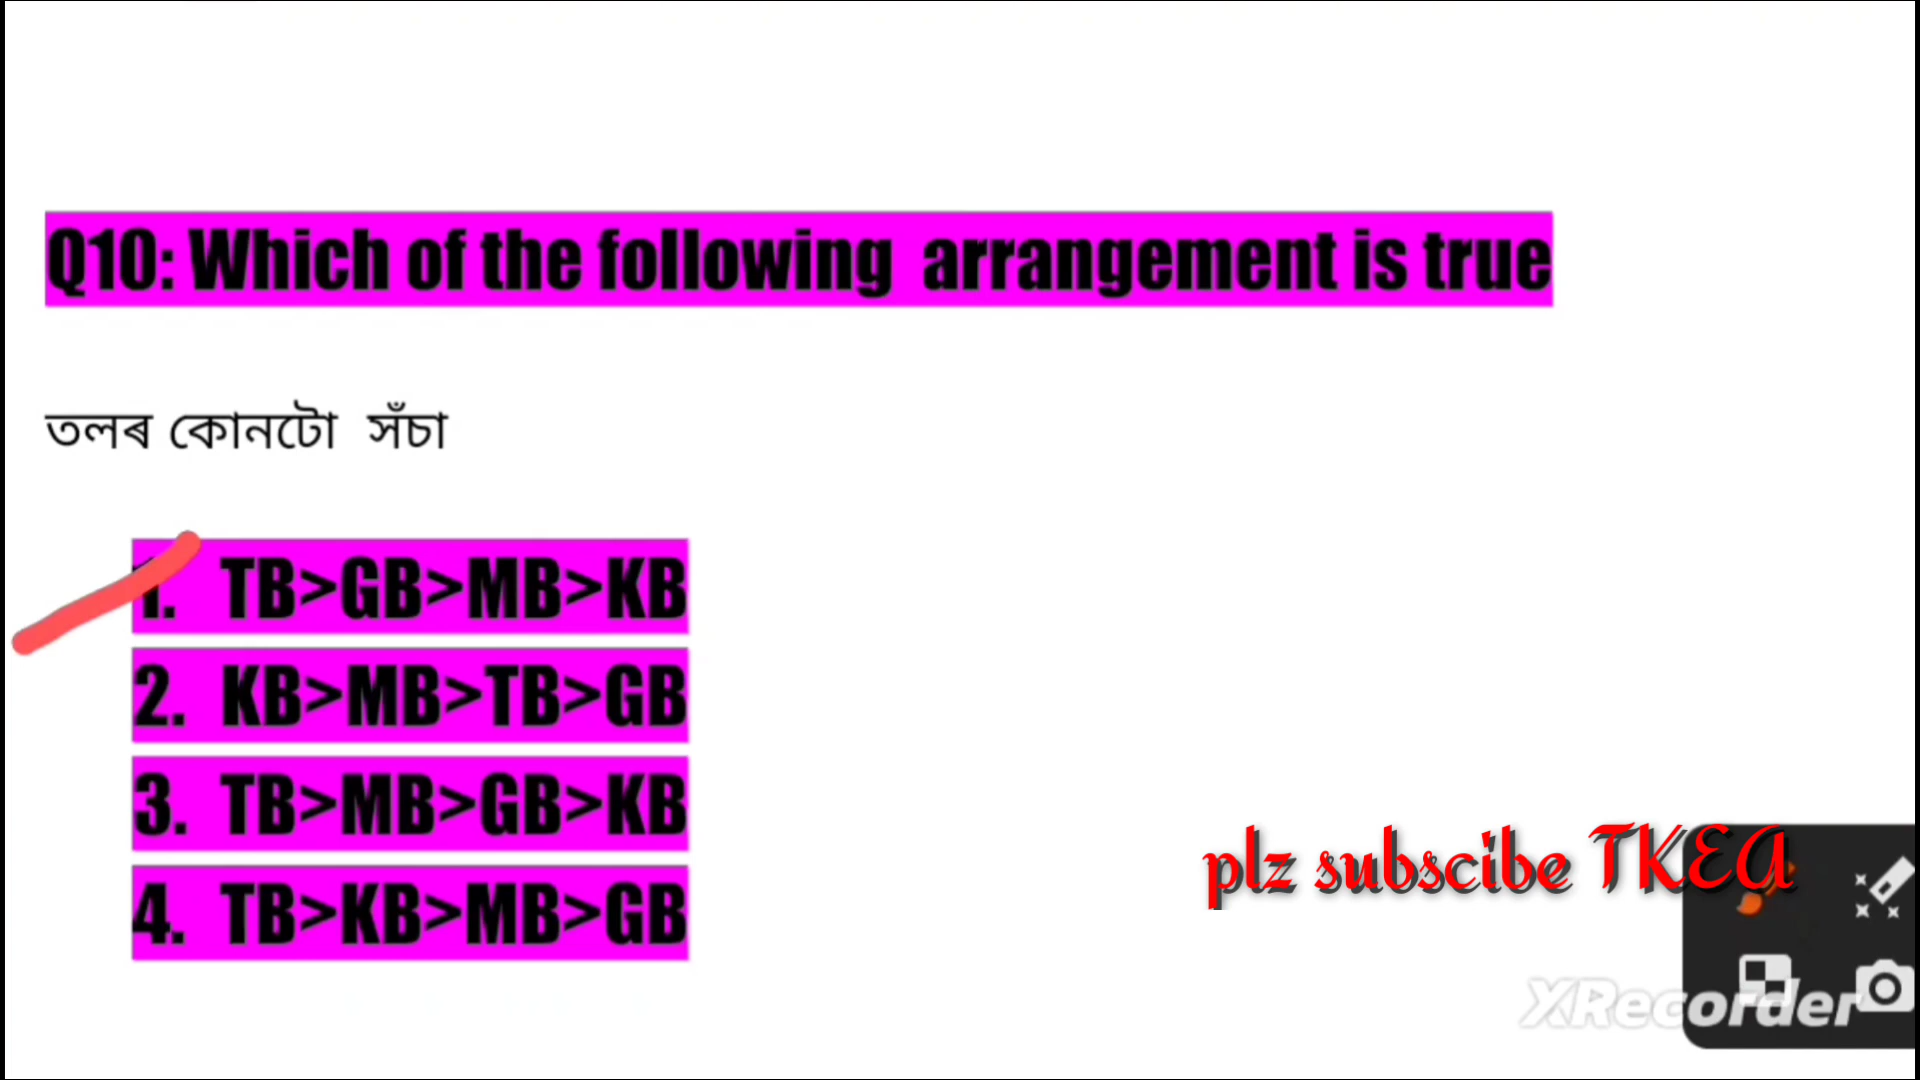 Q10: Which of the following  arrangement is true
তলৰ কোনটো  সঁচা
1. TB>GB>MB>KB
2. KB>MB>TB>GB
3. TB>MB>GB>KB
4. TB>KB>MB>GB
plz subscibe TKEA
XRecorder